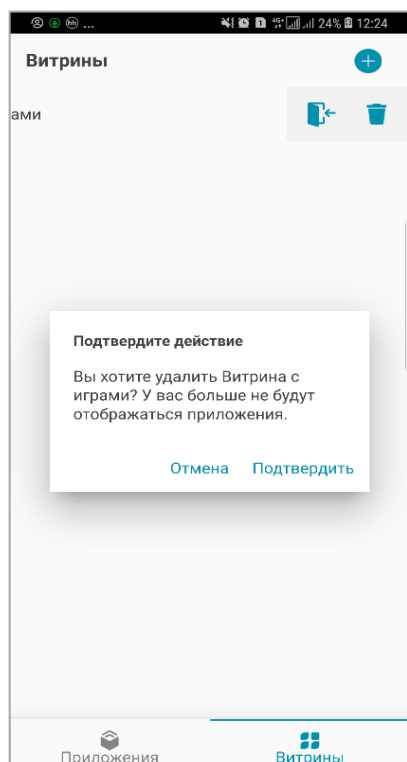 ... 24% 12:24
Витрины
ами
Подтвердите действие
Вы хотите удалить Витрина с
играми? У вас больше не будут
отображаться приложения.
Отмена Подтвердить
Приложения Витрины